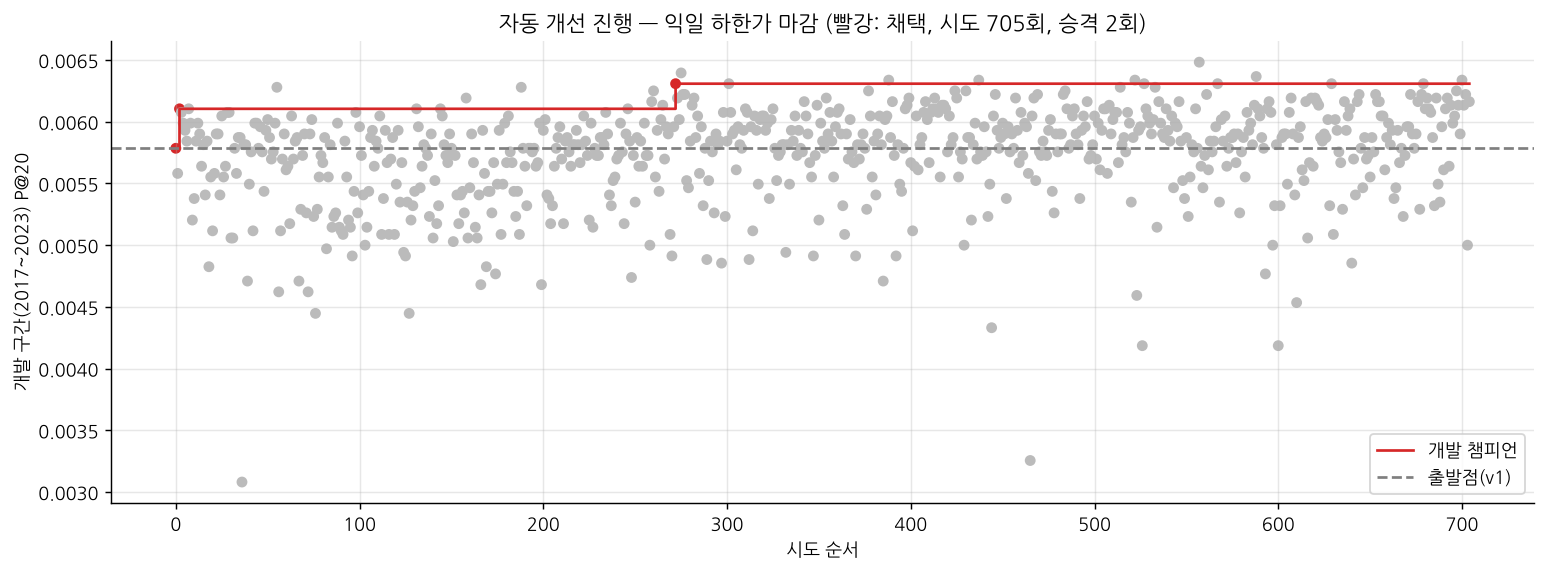 자동 개선 진행 — 익일 하한가 마감 (빨강: 채택, 시도 705회, 승격 2회)
개발 구간(2017~2023) P@20
0.0065
0.0060
0.0055
0.0050
0.0045
0.0040
0.0035
0.0030
개발 챔피언
출발점(v1)
0 100 200 300 400 500 600 700
시도 순서